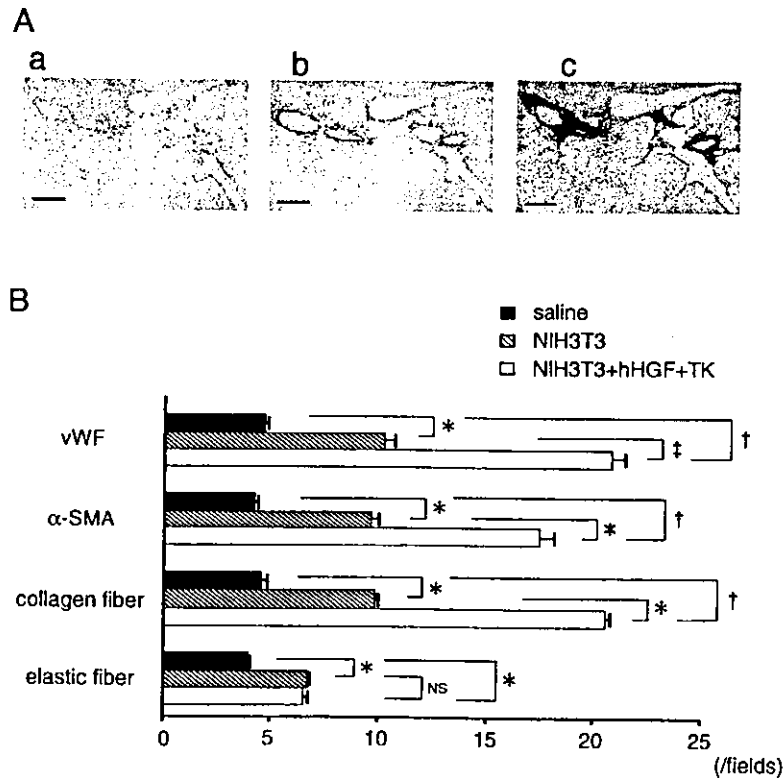 A
a b c
B
saline
NIH3T3
NIH3T3+hHGF+TK
vWF
* ‡ †
α-SMA
* * †
collagen fiber
* * †
elastic fiber
* NS *
0 5 10 15 20 25
(/fields)